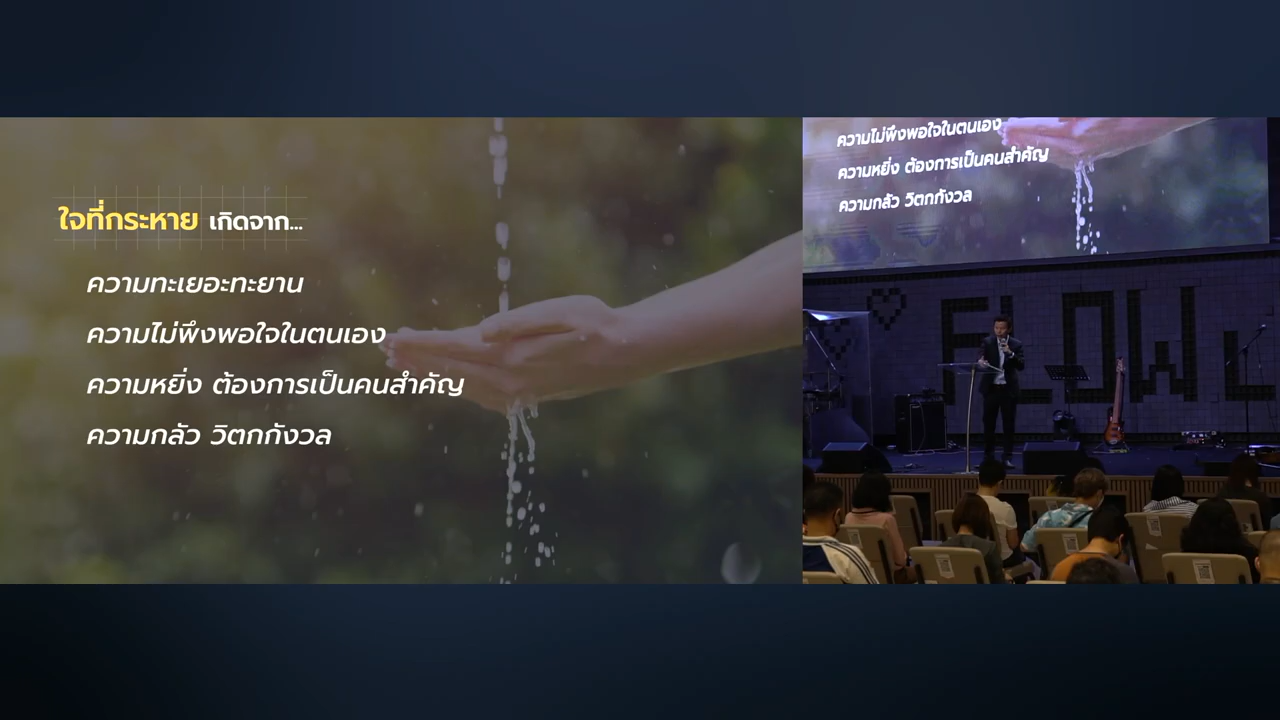 ใจที่กระหาย เกิดจาก...
ความทะเยอทะยาน
ความไม่พึงพอใจในตนเอง
ความหยิ่ง ต้องการเป็นคนสำคัญ
ความกลัว วิตกกังวล
ความไม่พึงพอใจในตนเอง
ความหยิ่ง ต้องการเป็นคนสำคัญ
ความกลัว วิตกกังวล
FLOW